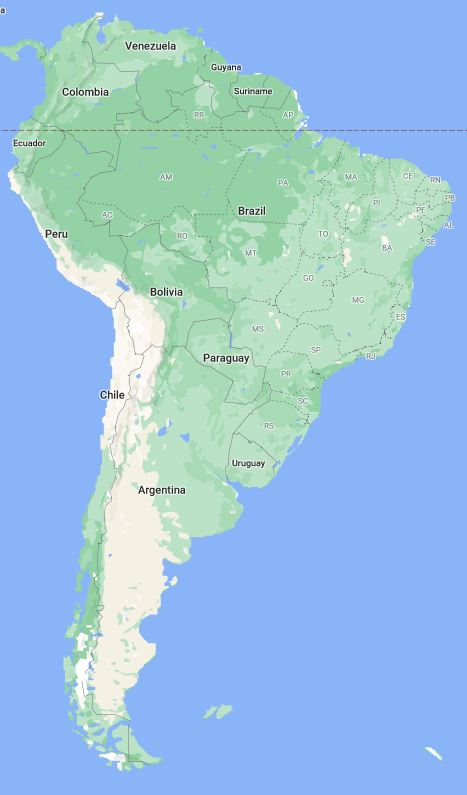 a
Venezuela
Guyana
Colombia
Suriname
RR
AP
Ecuador
AM
PA
MA
CE
RN
PI
PB
PE
AC
Brazil
AL
Peru
RO
TO
SE
MT
BA
GO
Bolivia
MG
ES
MS
SP
Paraguay
RJ
PR
Chile
SC
RS
Uruguay
Argentina